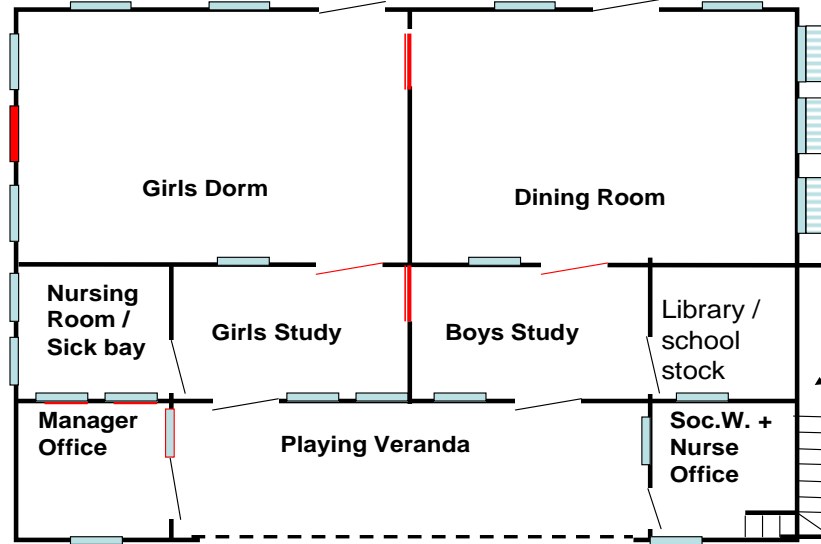 Girls Dorm
Dining Room
Nursing
Room /
Sick bay
Girls Study
Boys Study
Library /
school
stock
Manager
Office
Playing Veranda
Soc.W. +
Nurse
Office